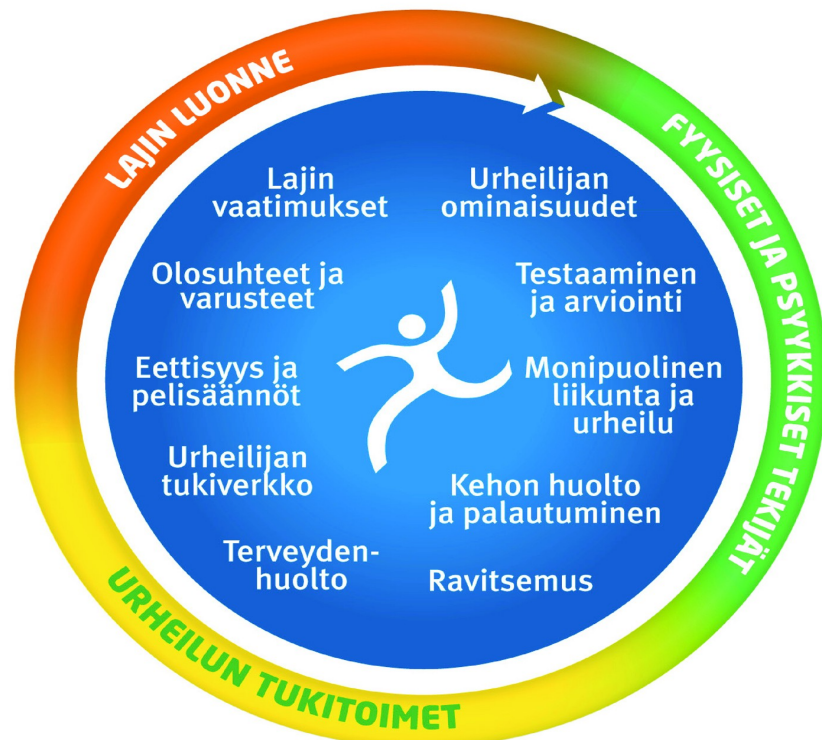 LAJIN LUONNE
FYYSISET JA PSYYKKISET TEKIJÄT
URHEILUN TUKITOIMET
Lajin
vaatimukset
Urheilijan
ominaisuudet
Olosuhteet ja
varusteet
Testaaminen
ja arviointi
Eettisyys ja
pelisäännöt
Monipuolinen
liikunta ja
urheilu
Urheilijan
tukiverkko
Kehon huolto
ja palautuminen
Terveyden-
huolto
Ravitsemus